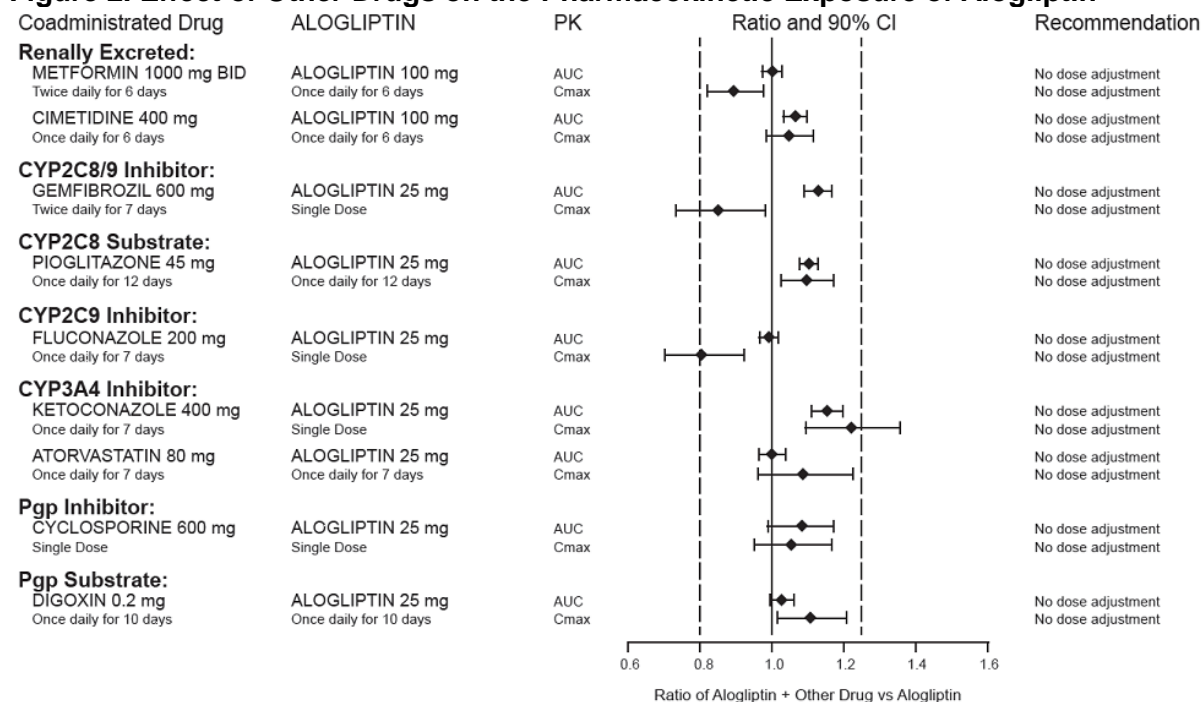 Figure 2. Effect of Other Drugs on the Pharmacokinetic Exposure of Alogliptin
Coadministrated Drug ALOGLIPTIN PK Ratio and 90% CI Recommendation
Renally Excreted:
METFORMIN 1000 mg BID ALOGLIPTIN 100 mg AUC No dose adjustment
Twice daily for 6 days Once daily for 6 days Cmax No dose adjustment
CIMETIDINE 400 mg ALOGLIPTIN 100 mg AUC No dose adjustment
Once daily for 6 days Once daily for 6 days Cmax No dose adjustment
CYP2C8/9 Inhibitor:
GEMFIBROZIL 600 mg ALOGLIPTIN 25 mg AUC No dose adjustment
Twice daily for 7 days Single Dose Cmax No dose adjustment
CYP2C8 Substrate:
PIOGLITAZONE 45 mg ALOGLIPTIN 25 mg AUC No dose adjustment
Once daily for 12 days Once daily for 12 days Cmax No dose adjustment
CYP2C9 Inhibitor:
FLUCONAZOLE 200 mg ALOGLIPTIN 25 mg AUC No dose adjustment
Once daily for 7 days Single Dose Cmax No dose adjustment
CYP3A4 Inhibitor:
KETOCONAZOLE 400 mg ALOGLIPTIN 25 mg AUC No dose adjustment
Once daily for 7 days Single Dose Cmax No dose adjustment
ATORVASTATIN 80 mg ALOGLIPTIN 25 mg AUC No dose adjustment
Once daily for 7 days Once daily for 7 days Cmax No dose adjustment
Pgp Inhibitor:
CYCLOSPORINE 600 mg ALOGLIPTIN 25 mg AUC No dose adjustment
Single Dose Single Dose Cmax No dose adjustment
Pgp Substrate:
DIGOXIN 0.2 mg ALOGLIPTIN 25 mg AUC No dose adjustment
Once daily for 10 days Once daily for 10 days Cmax No dose adjustment
0.6 0.8 1.0 1.2 1.4 1.6
Ratio of Alogliptin + Other Drug vs Alogliptin